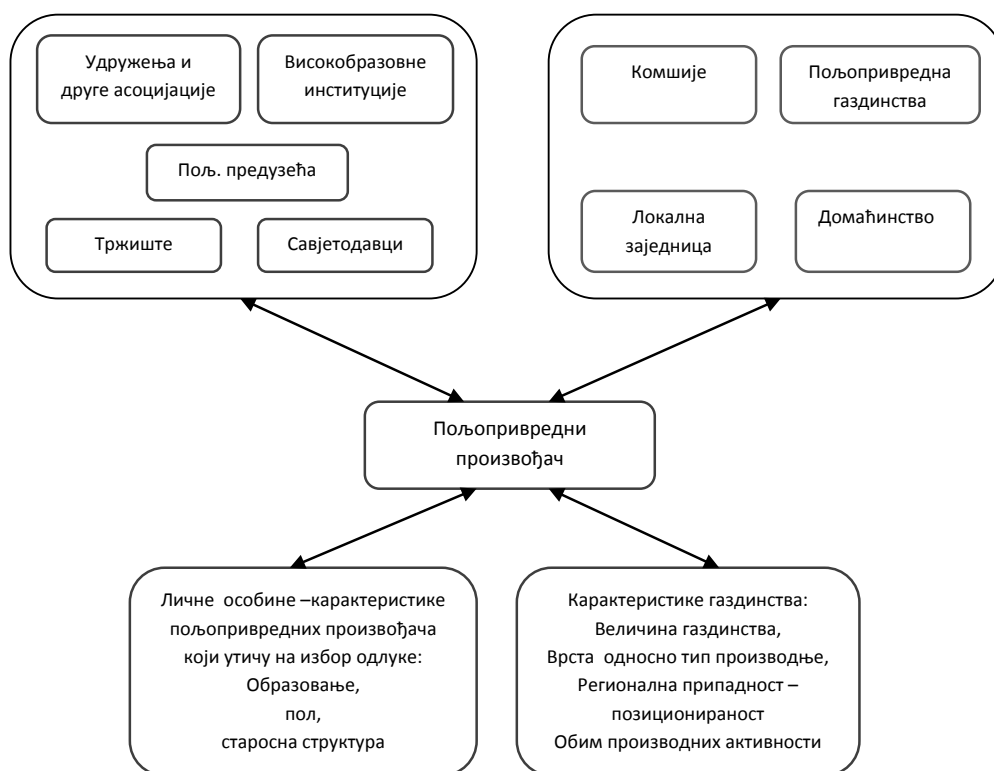 Удружења и
друге асоцијације
Високобразовне
институције
Пољ. предузећа
Тржиште
Савјетодавци
Комшије
Пољопривредна
газдинства
Локална
заједница
Домаћинство
Пољопривредни
произвођач
Личне особине –карактеристике
пољопривредних произвођача
који утичу на избор одлуке:
Образовање,
пол,
старосна структура
Карактеристике газдинства:
Величина газдинства,
Врста односно тип производње,
Регионална припадност –
позиционираност
Обим производних активности